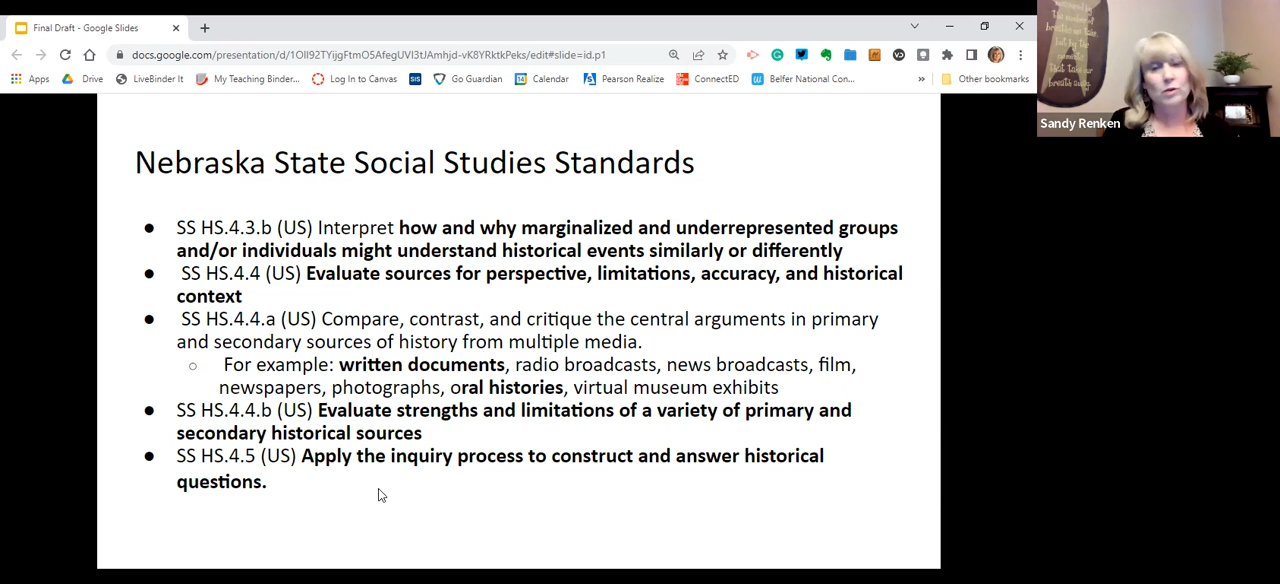 Final Draft - Google Slides
docs.google.com/presentation/d/1OlI92TYijgFtmO5AfegUVI3tJAmhjd-vK8YRktkPeks/edit#slide=id.p1
Apps Drive LiveBinder It My Teaching Binder... Log In to Canvas SIS Go Guardian Calendar Pearson Realize ConnectED Belfer National Con... » Other bookmarks
that take our
breath away.
Sandy Renken
Nebraska State Social Studies Standards
● SS HS.4.3.b (US) Interpret how and why marginalized and underrepresented groups
and/or individuals might understand historical events similarly or differently
● SS HS.4.4 (US) Evaluate sources for perspective, limitations, accuracy, and historical
context
● SS HS.4.4.a (US) Compare, contrast, and critique the central arguments in primary
and secondary sources of history from multiple media.
○ For example: written documents, radio broadcasts, news broadcasts, film,
newspapers, photographs, oral histories, virtual museum exhibits
● SS HS.4.4.b (US) Evaluate strengths and limitations of a variety of primary and
secondary historical sources
● SS HS.4.5 (US) Apply the inquiry process to construct and answer historical
questions.